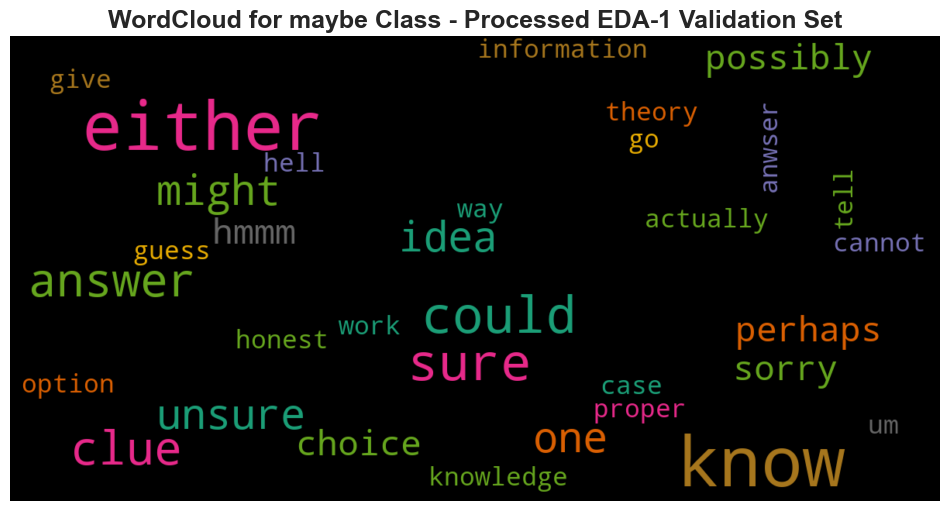 WordCloud for maybe Class - Processed EDA-1 Validation Set
information
possibly
give
either
theory
go
anwser
hell
might
tell
way
actually
hmmm
idea
cannot
guess
answer
could
work
honest
perhaps
sure
sorry
option
case
proper
unsure
um
choice
one
clue
know
knowledge